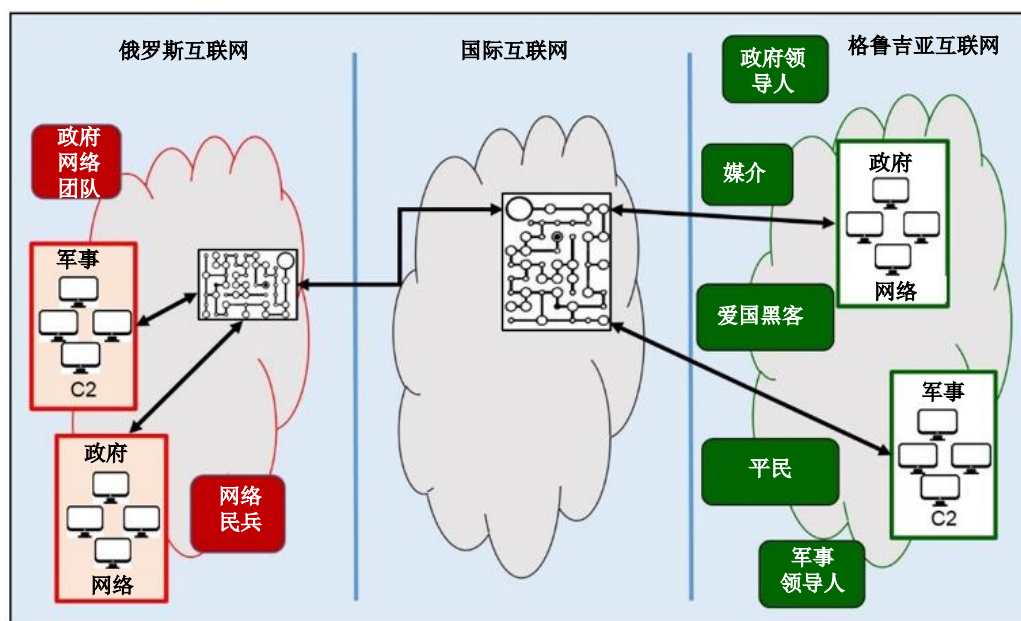 俄罗斯互联网
国际互联网
格鲁吉亚互联网
政府
网络
团队
军事
C2
政府
网络
网络
民兵
政府领
导人
媒介
爱国黑客
平民
军事
领导人
政府
网络
军事
C2